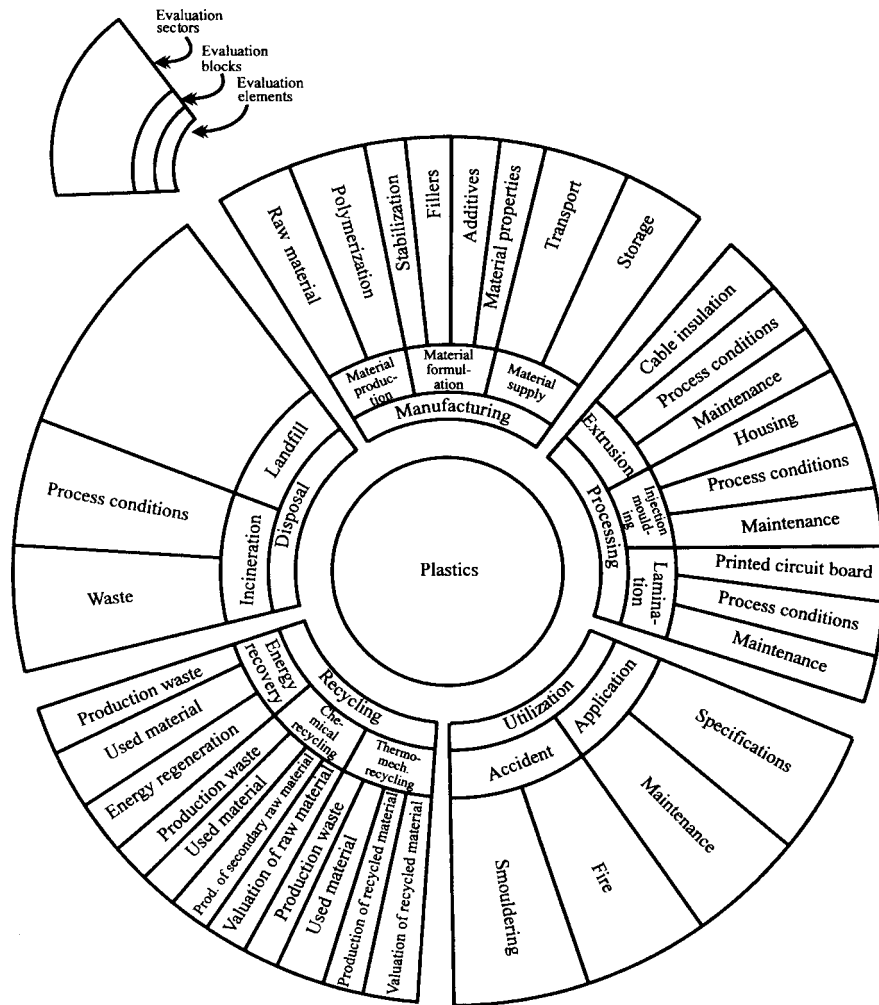 Evaluation
sectors
Evaluation
blocks
Evaluation
elements
Raw material
Polymerization
Stabilization
Fillers
Additives
Material properties
Transport
Storage
Material
produc-
tion
Material
formul-
ation
Material
supply
Manufacturing
Cable insulation
Process conditions
Maintenance
Housing
Process conditions
Maintenance
Printed circuit board
Process conditions
Maintenance
Extrusion
Injection
mould-
ing
Lamina-
tion
Processing
Plastics
Landfill
Incineration
Disposal
Process conditions
Waste
Utilization
Application
Accident
Specifications
Maintenance
Fire
Smouldering
Recycling
Energy
recovery
Che-
mical
recycling
Thermo-
mech.
recycling
Production waste
Used material
Energy regeneration
Production waste
Used material
Prod. of secondary raw material
Valuation of raw material
Production waste
Used material
Production of recycled material
Valuation of recycled material